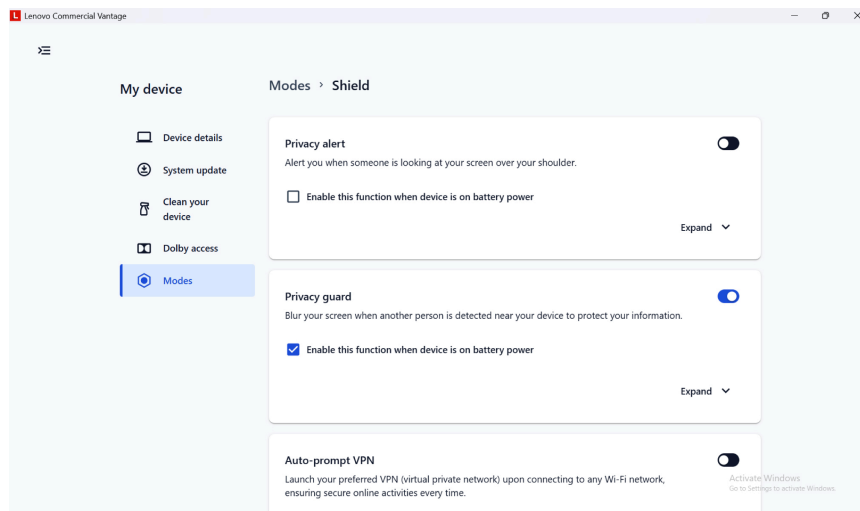 L Lenovo Commercial Vantage
My device
Device details
System update
Clean your
device
Dolby access
Modes
Modes > Shield
Privacy alert
Alert you when someone is looking at your screen over your shoulder.
Enable this function when device is on battery power
Expand
Privacy guard
Blur your screen when another person is detected near your device to protect your information.
Enable this function when device is on battery power
Expand
Auto-prompt VPN
Launch your preferred VPN (virtual private network) upon connecting to any Wi-Fi network,
ensuring secure online activities every time.
Activate Windows
Go to Settings to activate Windows.